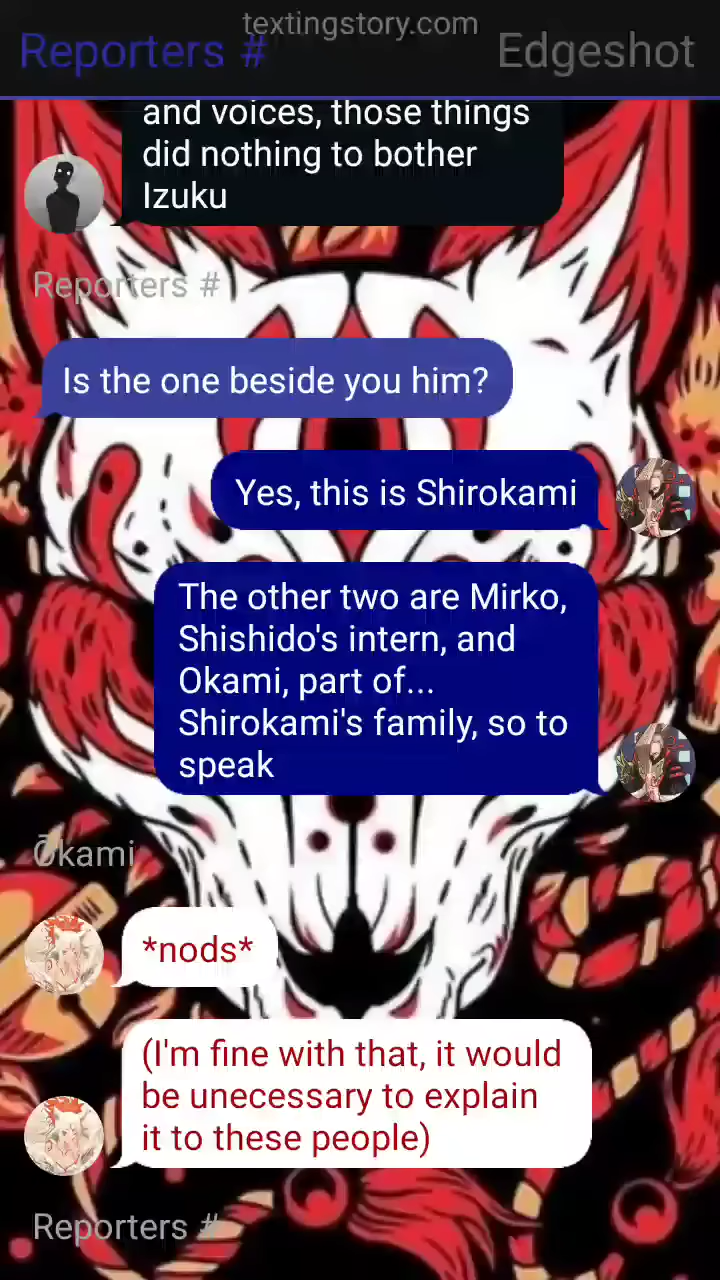 textingstory.com
Reporters # Edgeshot
and voices, those things
did nothing to bother
Izuku
Reporters #
Is the one beside you him?
Yes, this is Shirokami
The other two are Mirko,
Shishido's intern, and
Okami, part of...
Shirokami's family, so to
speak
Ōkami
*nods*
(I'm fine with that, it would
be unecessary to explain
it to these people)
Reporters #